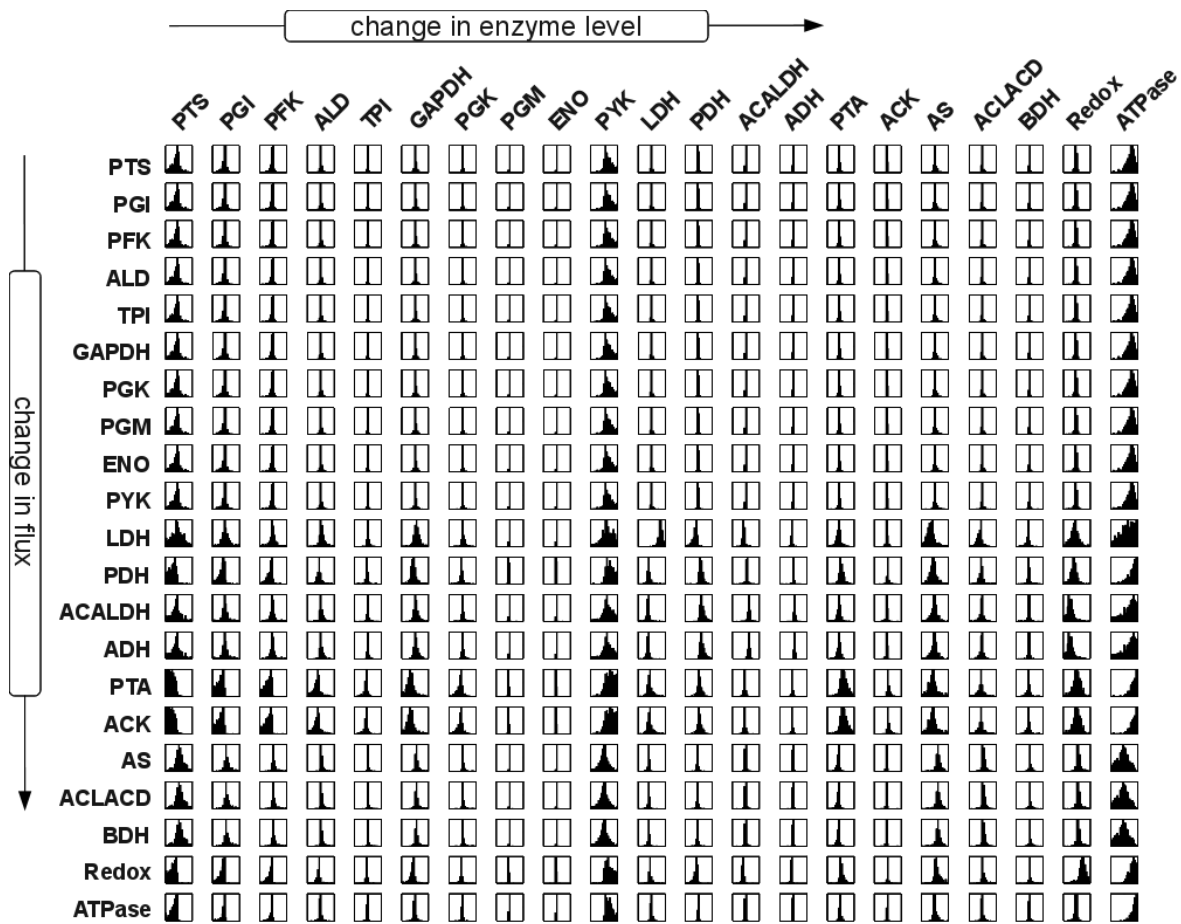 change in enzyme level
PTS PGI PFK ALD TPI GAPDH PGK PGM ENO PYK LDH PDH ACALDH ADH PTA ACK AS ACLACD BDH Redox ATPase
change in flux
PTS
PGI
PFK
ALD
TPI
GAPDH
PGK
PGM
ENO
PYK
LDH
PDH
ACALDH
ADH
PTA
ACK
AS
ACLACD
BDH
Redox
ATPase